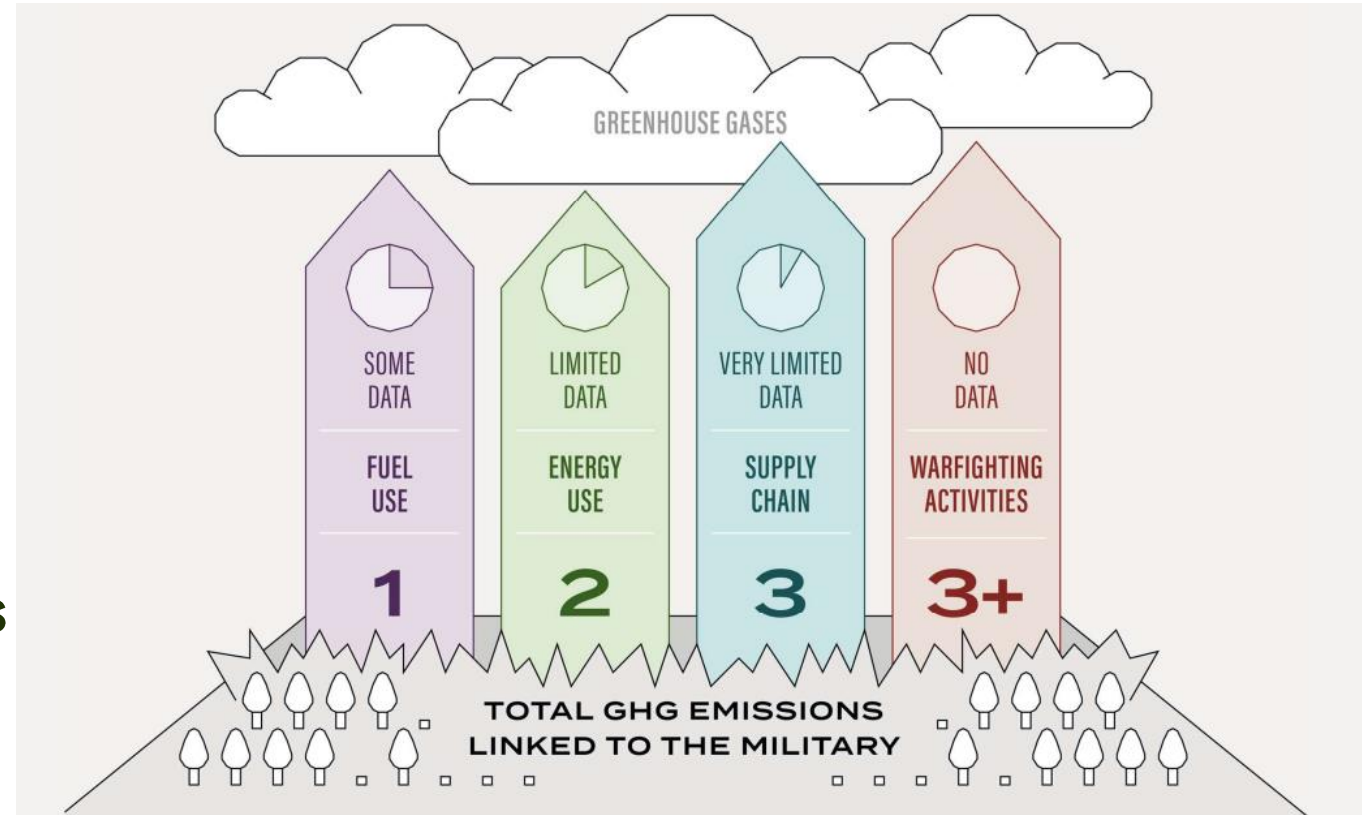 GREENHOUSE GASES
SOME
DATA
FUEL
USE
1
LIMITED
DATA
ENERGY
USE
2
VERY LIMITED
DATA
SUPPLY
CHAIN
3
NO
DATA
WARFIGHTING
ACTIVITIES
3+
s
TOTAL GHG EMISSIONS
LINKED TO THE MILITARY